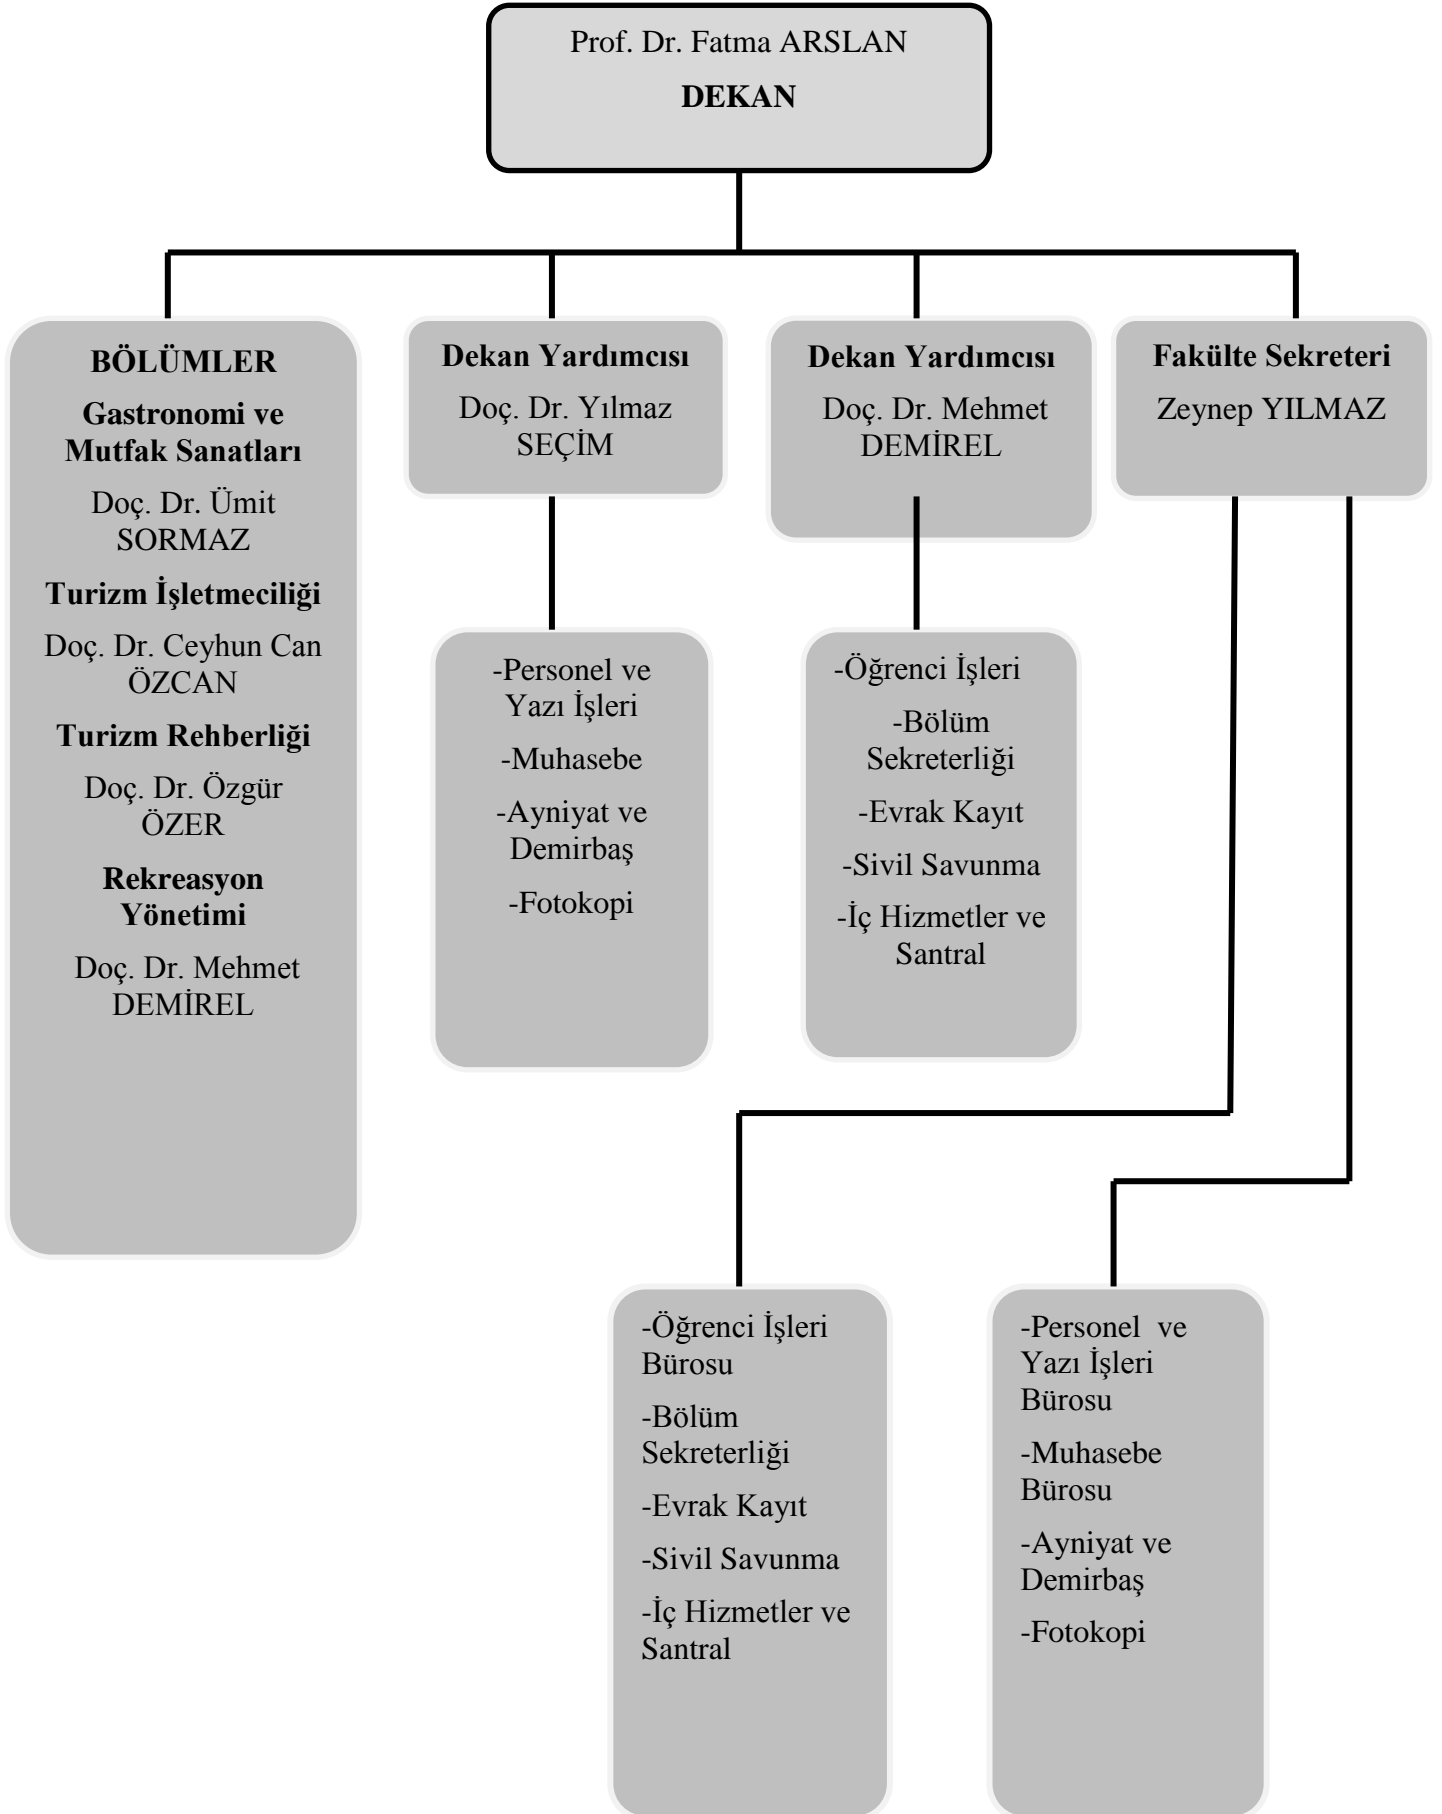 Prof. Dr. Fatma ARSLAN
DEKAN
BÖLÜMLER
Gastronomi ve
Mutfak Sanatları
Doç. Dr. Ümit
SORMAZ
Turizm İşletmeciliği
Doç. Dr. Ceyhun Can
ÖZCAN
Turizm Rehberliği
Doç. Dr. Özgür
ÖZER
Rekreasyon
Yönetimi
Doç. Dr. Mehmet
DEMİREL
Dekan Yardımcısı
Doç. Dr. Yılmaz
SEÇİM
Dekan Yardımcısı
Doç. Dr. Mehmet
DEMİREL
Fakülte Sekreteri
Zeynep YILMAZ
-Personel ve
Yazı İşleri
-Muhasebe
-Ayniyat ve
Demirbaş
-Fotokopi
-Öğrenci İşleri
-Bölüm
Sekreterliği
-Evrak Kayıt
-Sivil Savunma
-İç Hizmetler ve
Santral
-Öğrenci İşleri
Bürosu
-Bölüm
Sekreterliği
-Evrak Kayıt
-Sivil Savunma
-İç Hizmetler ve
Santral
-Personel  ve
Yazı İşleri
Bürosu
-Muhasebe
Bürosu
-Ayniyat ve
Demirbaş
-Fotokopi